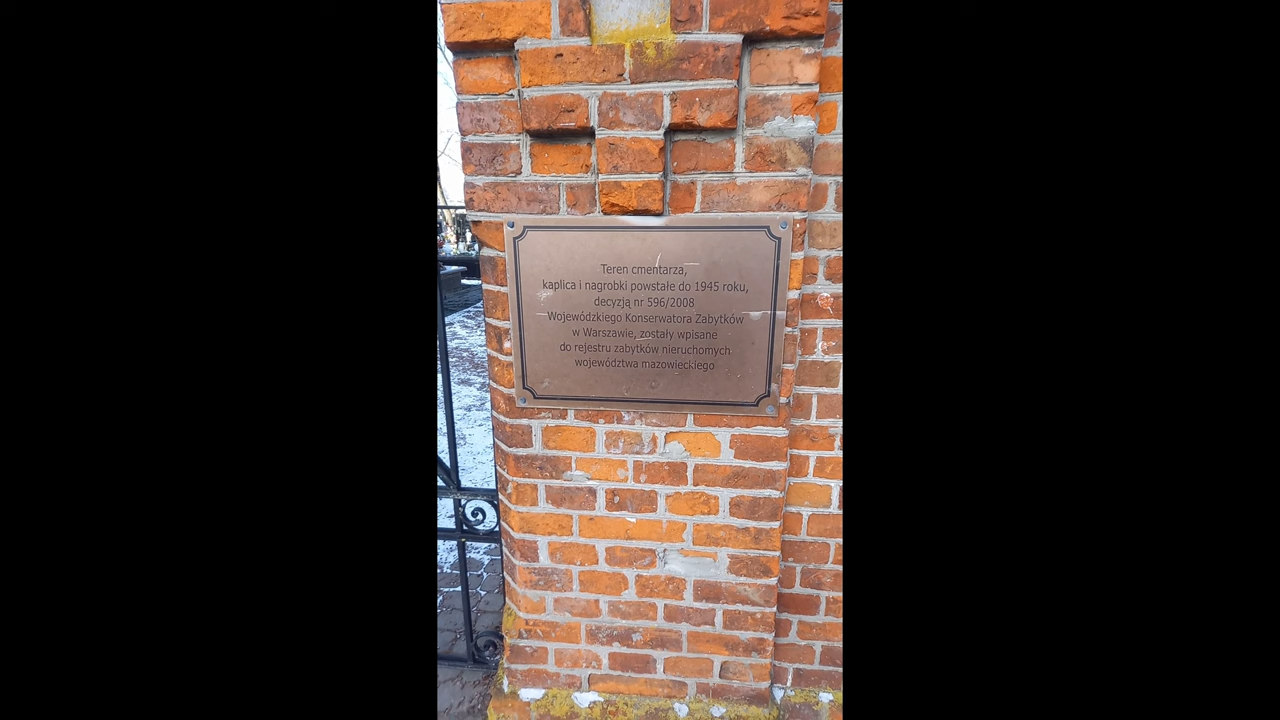 Teren cmentarza,
kaplica i nagrobki powstałe do 1945 roku,
decyzją nr 596/2008
Wojewódzkiego Konserwatora Zabytków
w Warszawie, zostały wpisane
do rejestru zabytków nieruchomych
województwa mazowieckiego